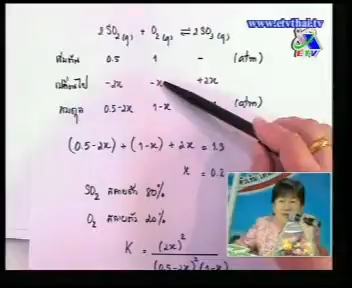 www.etvthai.tv
2SO₂(g) + O₂(g) ⇌ 2SO₃(g)
เริ่มต้น 0.5 1 - (atm)
เปลี่ยนไป -2x -x +2x
สมดุล 0.5-2x 1-x (atm)
ETV
(0.5-2x) + (1-x) + 2x = 1.3
x = 0.2
SO₂ สลายตัว 80%
O₂ สลายตัว 20%
K = (2x)²
(0.5-2x)²(1-x)